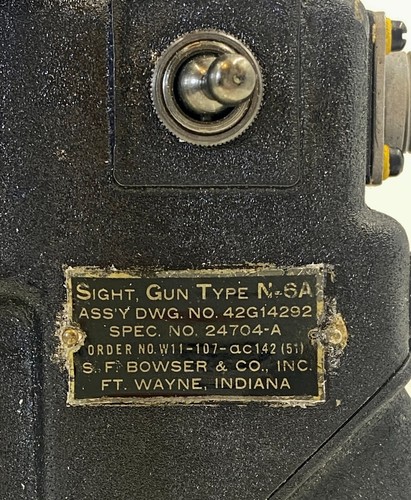 SIGHT, GUN TYPE N-6A
ASS'Y DWG. NO. 42G14292
SPEC. NO. 24704-A
ORDER NO. W11-107-ac142 (51)
S. F. BOWSER & CO., INC.
FT. WAYNE, INDIANA